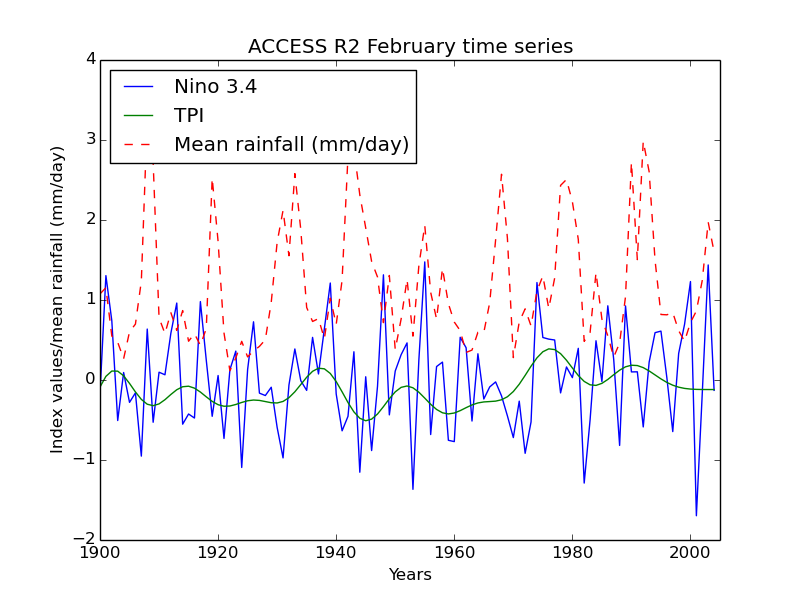 ACCESS R2 February time series
Nino 3.4
TPI
Mean rainfall (mm/day)
Index values/mean rainfall (mm/day)
4
3
2
1
0
−1
−2
1900 1920 1940 1960 1980 2000
Years